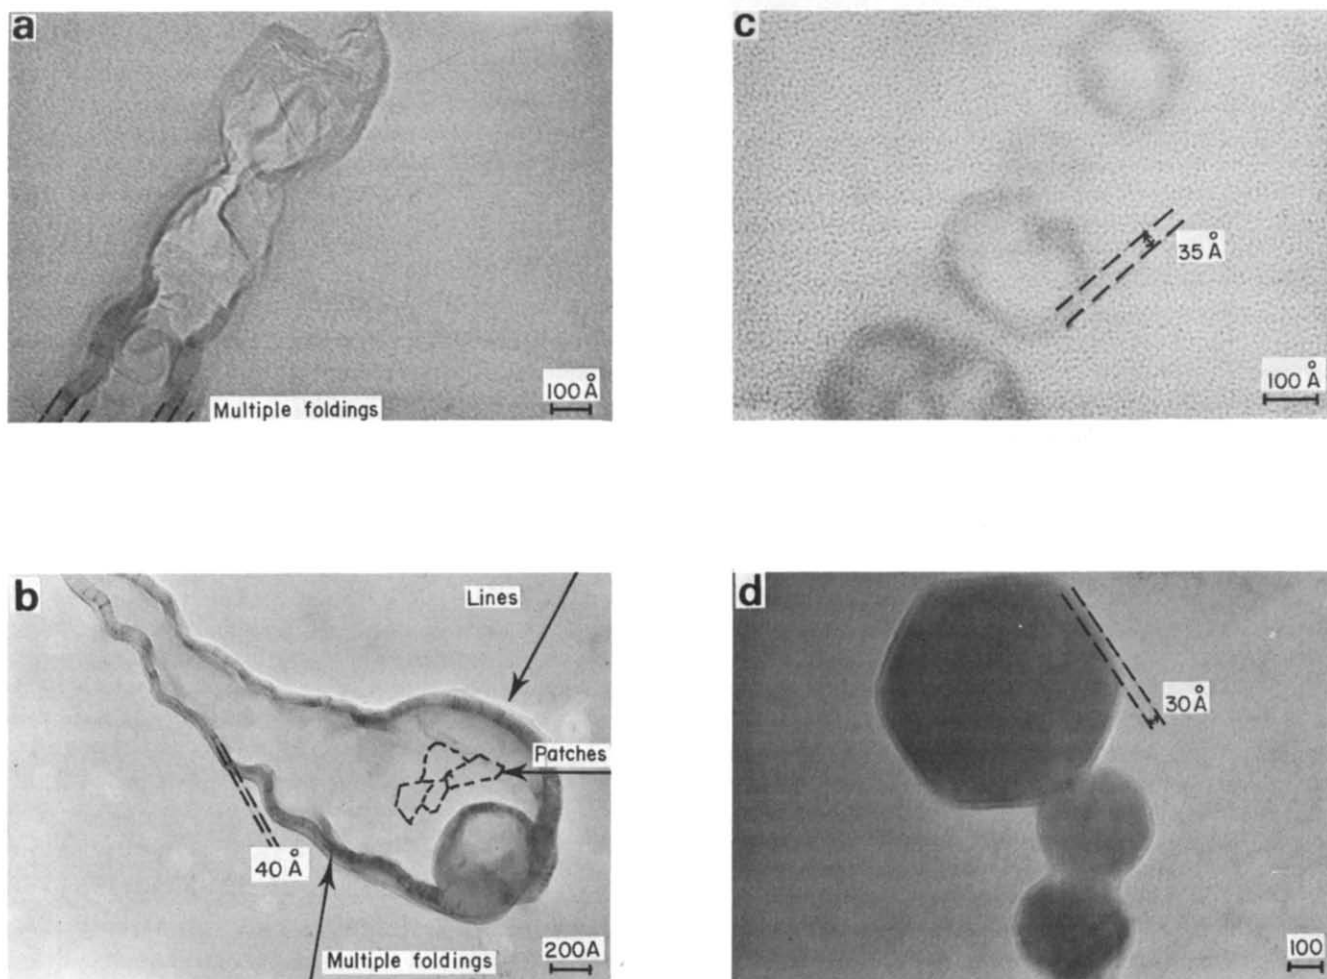 a
100 Å
Multiple foldings
b
Lines
Patches
40 Å
200A
Multiple foldings
c
35 Å
100 Å
d
30 Å
100